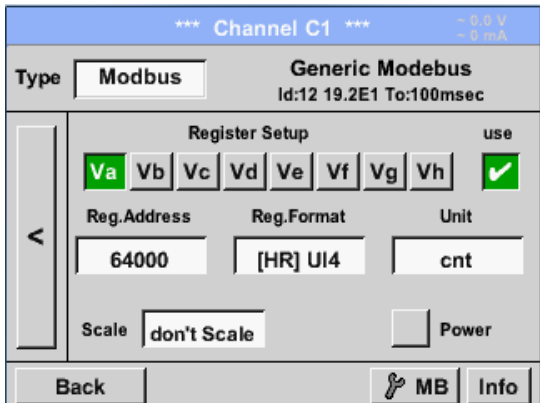 *** Channel C1 ***
~ 0.0 V
~ 0 mA
Type Modbus
Generic Modebus
Id:12 19.2E1 To:100msec
Register Setup use
Va Vb Vc Vd Ve Vf Vg Vh
<
Reg.Address Reg.Format Unit
64000 [HR] UI4 cnt
Scale don't Scale Power
Back MB Info